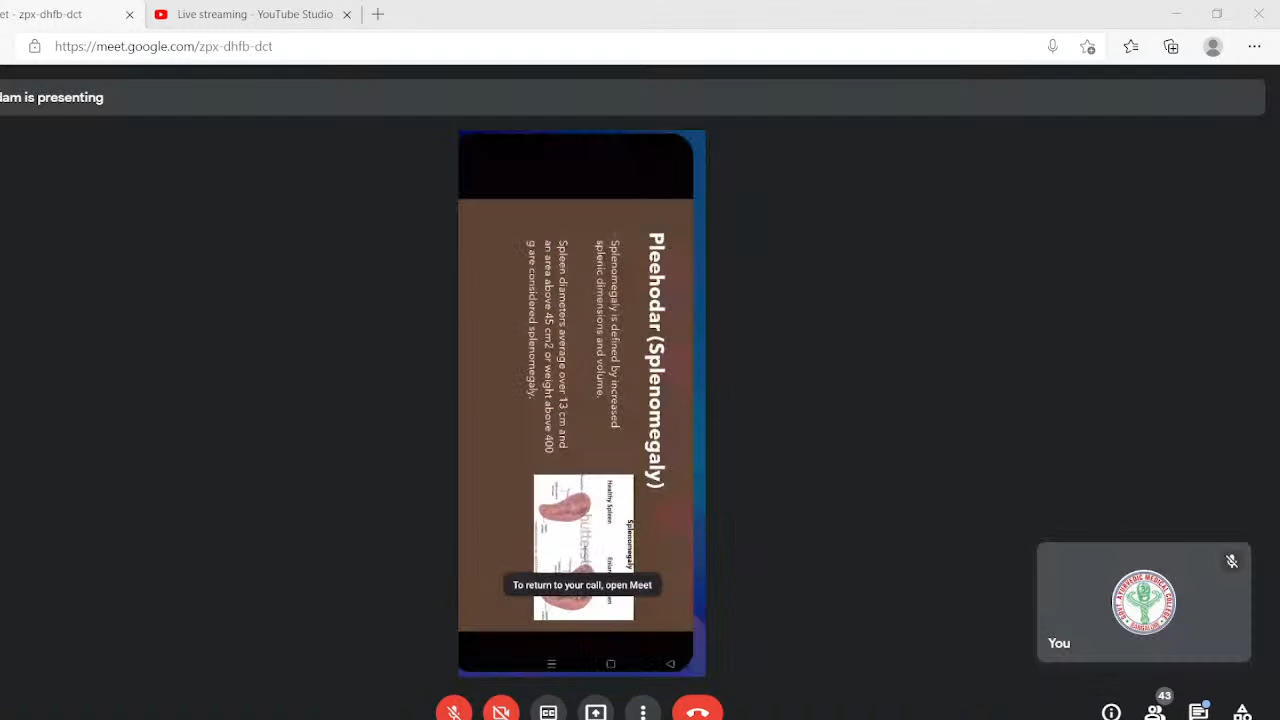 et - zpx-dhfb-dct
Live streaming - YouTube Studio
https://meet.google.com/zpx-dhfb-dct
dam is presenting
Pleehodar (Splenomegaly)
Splenomegaly is defined by increased
splenic dimensions and volume.
Spleen diameters average over 13 cm and
an area above 45 cm2 or weight above 400
g are considered splenomegaly.
Splenomegaly
Healthy Spleen
To return to your call, open Meet
You
43